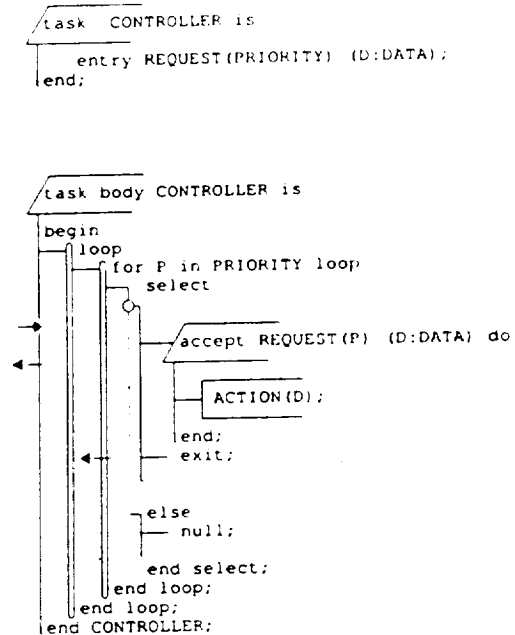 task CONTROLLER is
entry REQUEST(PRIORITY) (D:DATA);
end;
task body CONTROLLER is
begin
loop
for P in PRIORITY loop
select
accept REQUEST(P) (D:DATA) do
ACTION(D);
end;
exit;
else
null;
end select;
end loop;
end loop;
end CONTROLLER;